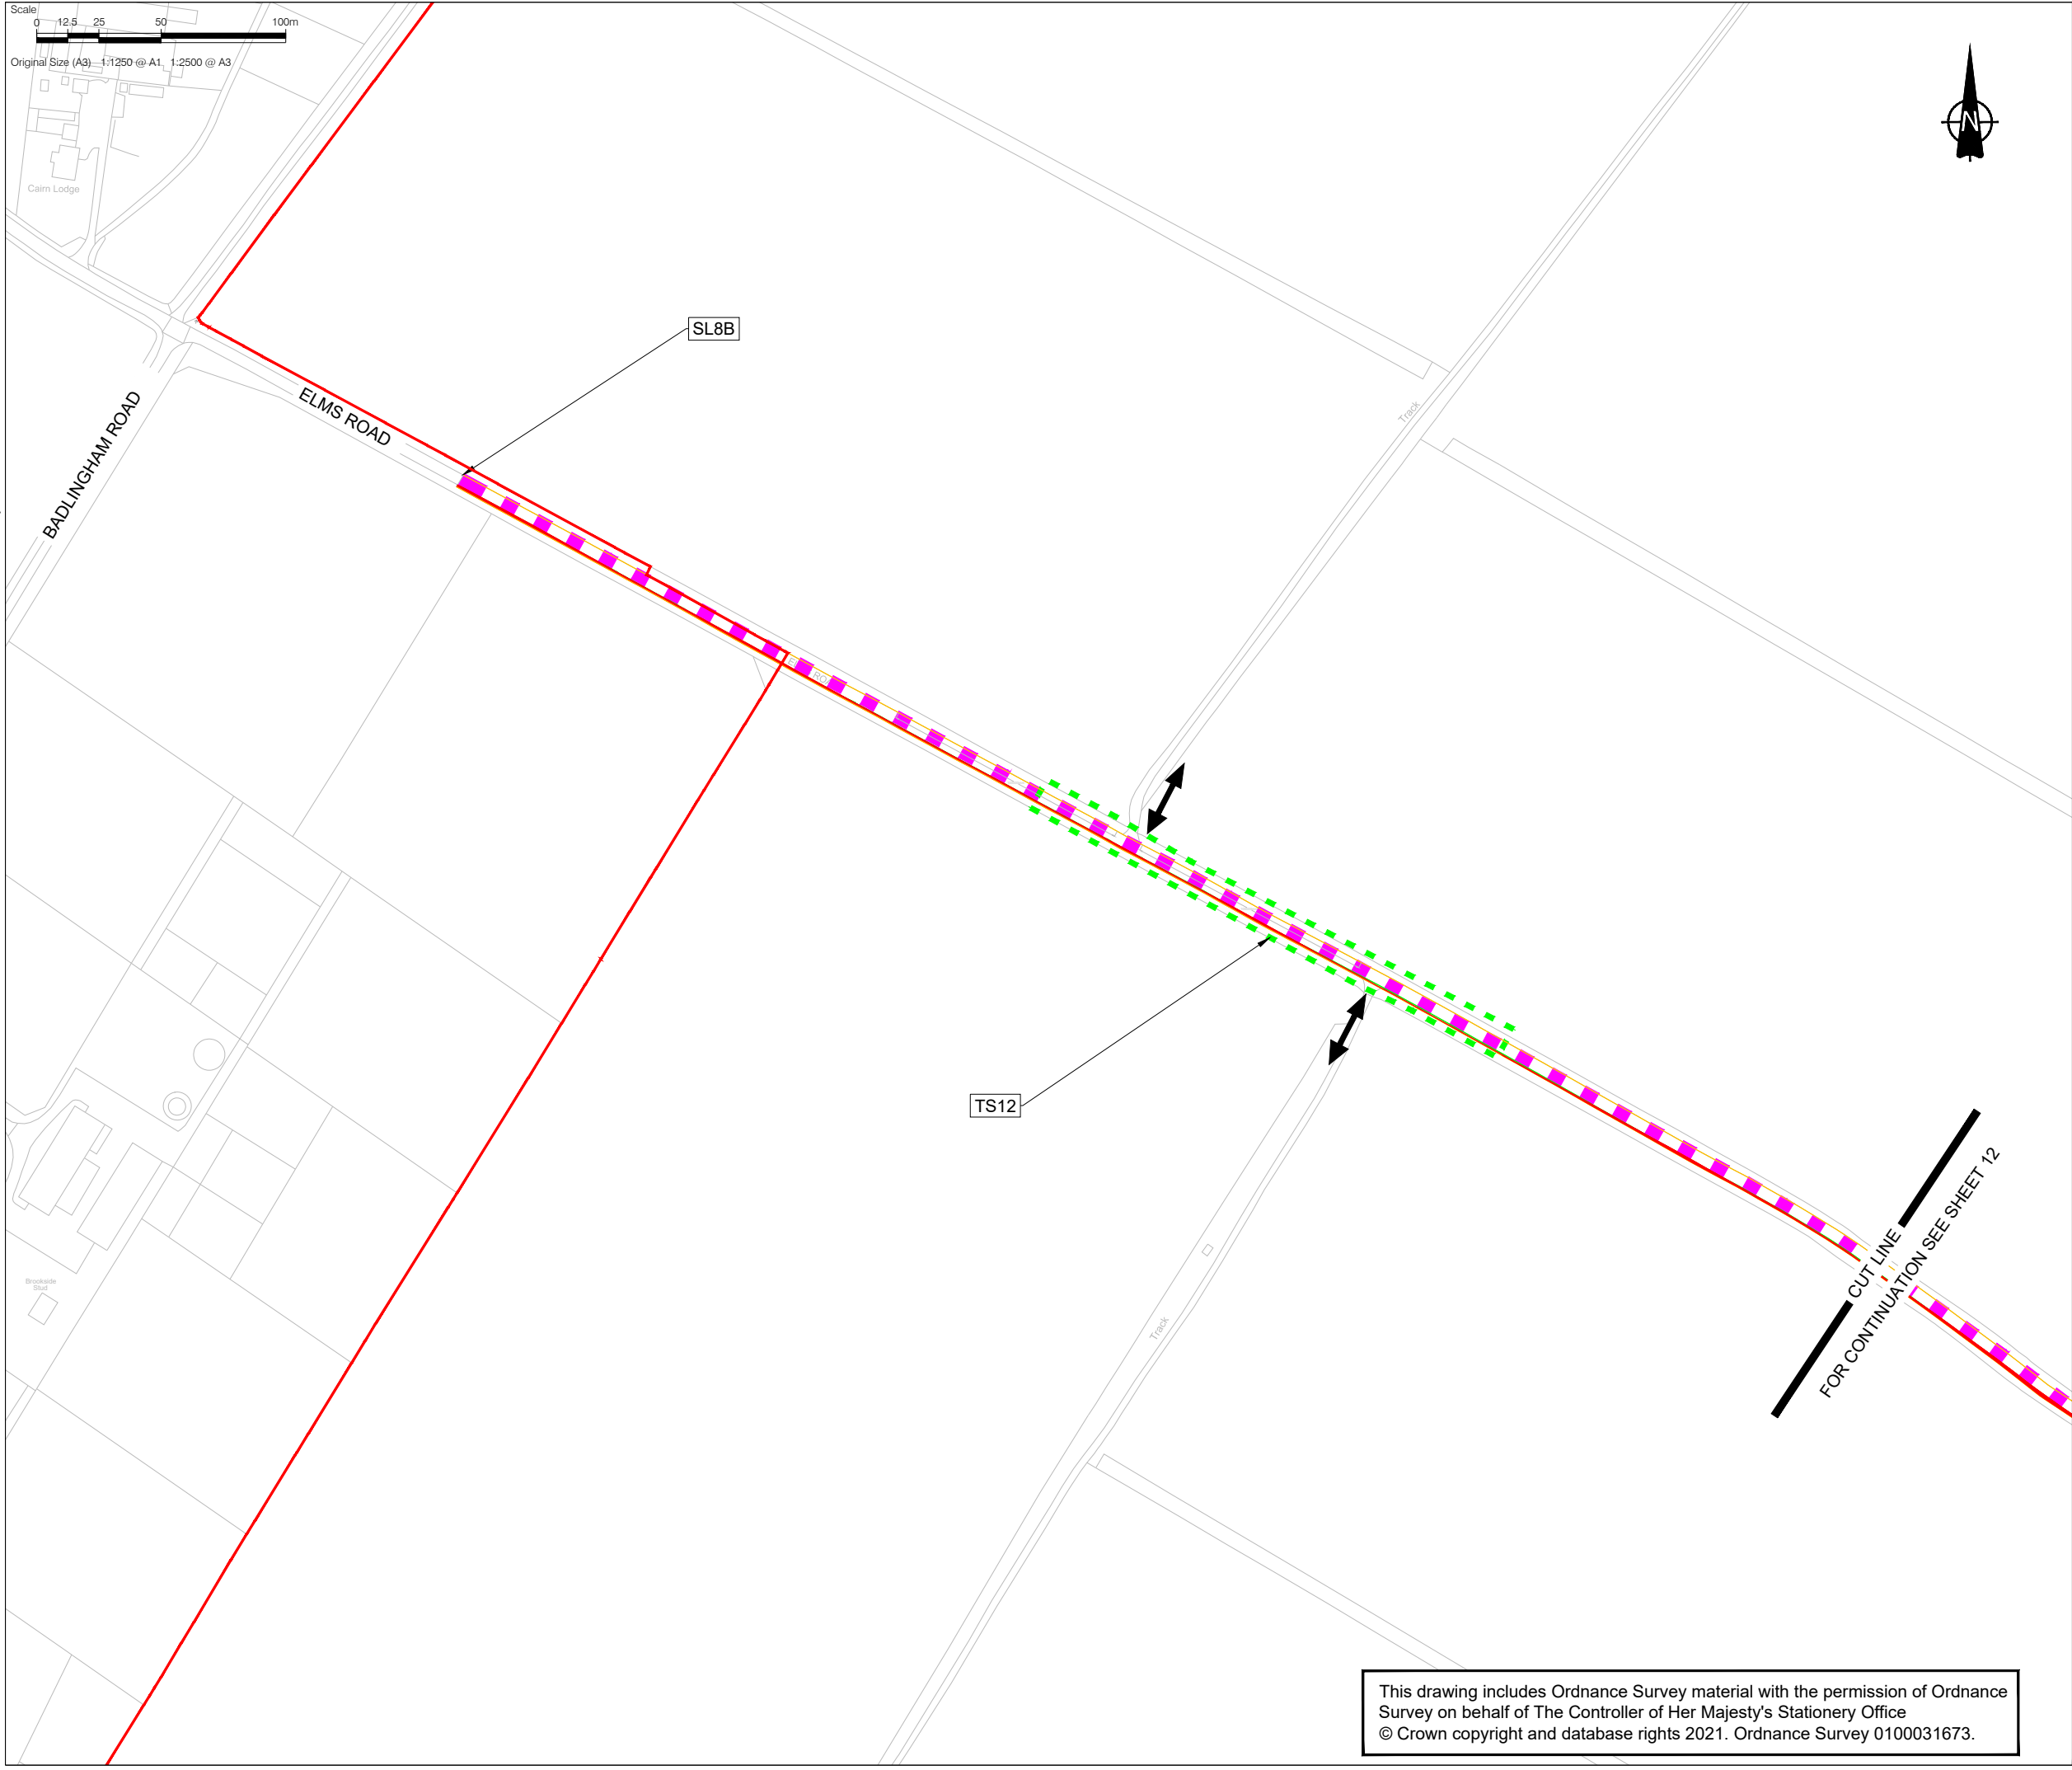 Scale
0 12.5 25 50 100m
Original Size (A3) 1:1250 @ A1 1:2500 @ A3
N
Cairn Lodge
SL8B
ELMS ROAD
BADLINGHAM ROAD
Track
TS12
CUT LINE
FOR CONTINUATION SEE SHEET 12
Brookside
Stud
Track
This drawing includes Ordnance Survey material with the permission of Ordnance
Survey on behalf of The Controller of Her Majesty's Stationery Office
© Crown copyright and database rights 2021. Ordnance Survey 0100031673.